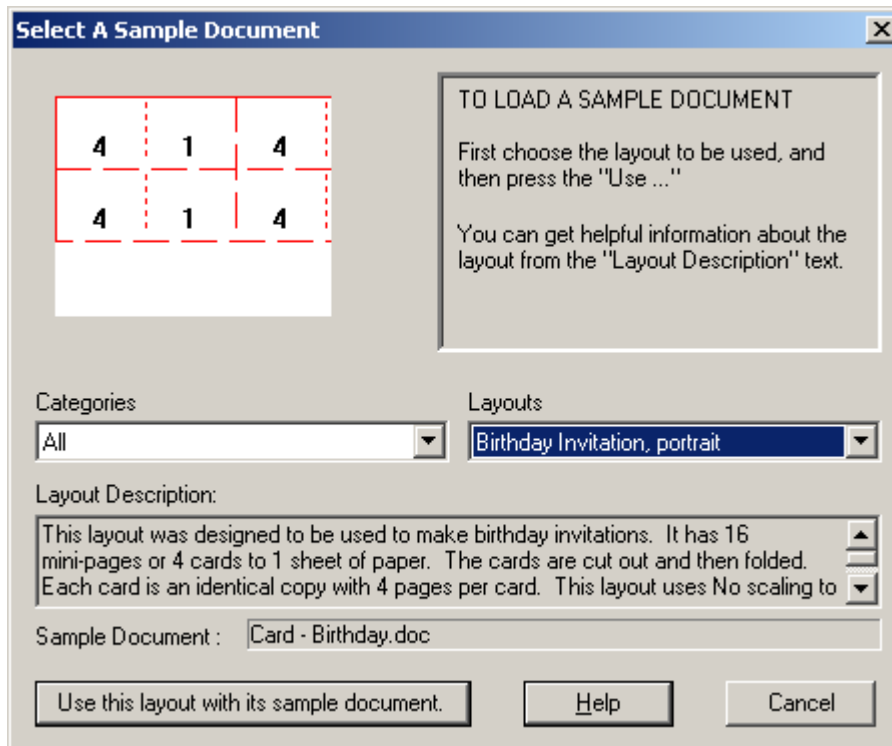 Select A Sample Document
4 1 4
4 1 4
TO LOAD A SAMPLE DOCUMENT
First choose the layout to be used, and
then press the "Use ..."
You can get helpful information about the
layout from the "Layout Description" text.
Categories
Layouts
All
Birthday Invitation, portrait
Layout Description:
This layout was designed to be used to make birthday invitations.  It has 16
mini-pages or 4 cards to 1 sheet of paper.  The cards are cut out and then folded.
Each card is an identical copy with 4 pages per card.  This layout uses No scaling to
Sample Document :
Card - Birthday.doc
Use this layout with its sample document.
Help
Cancel